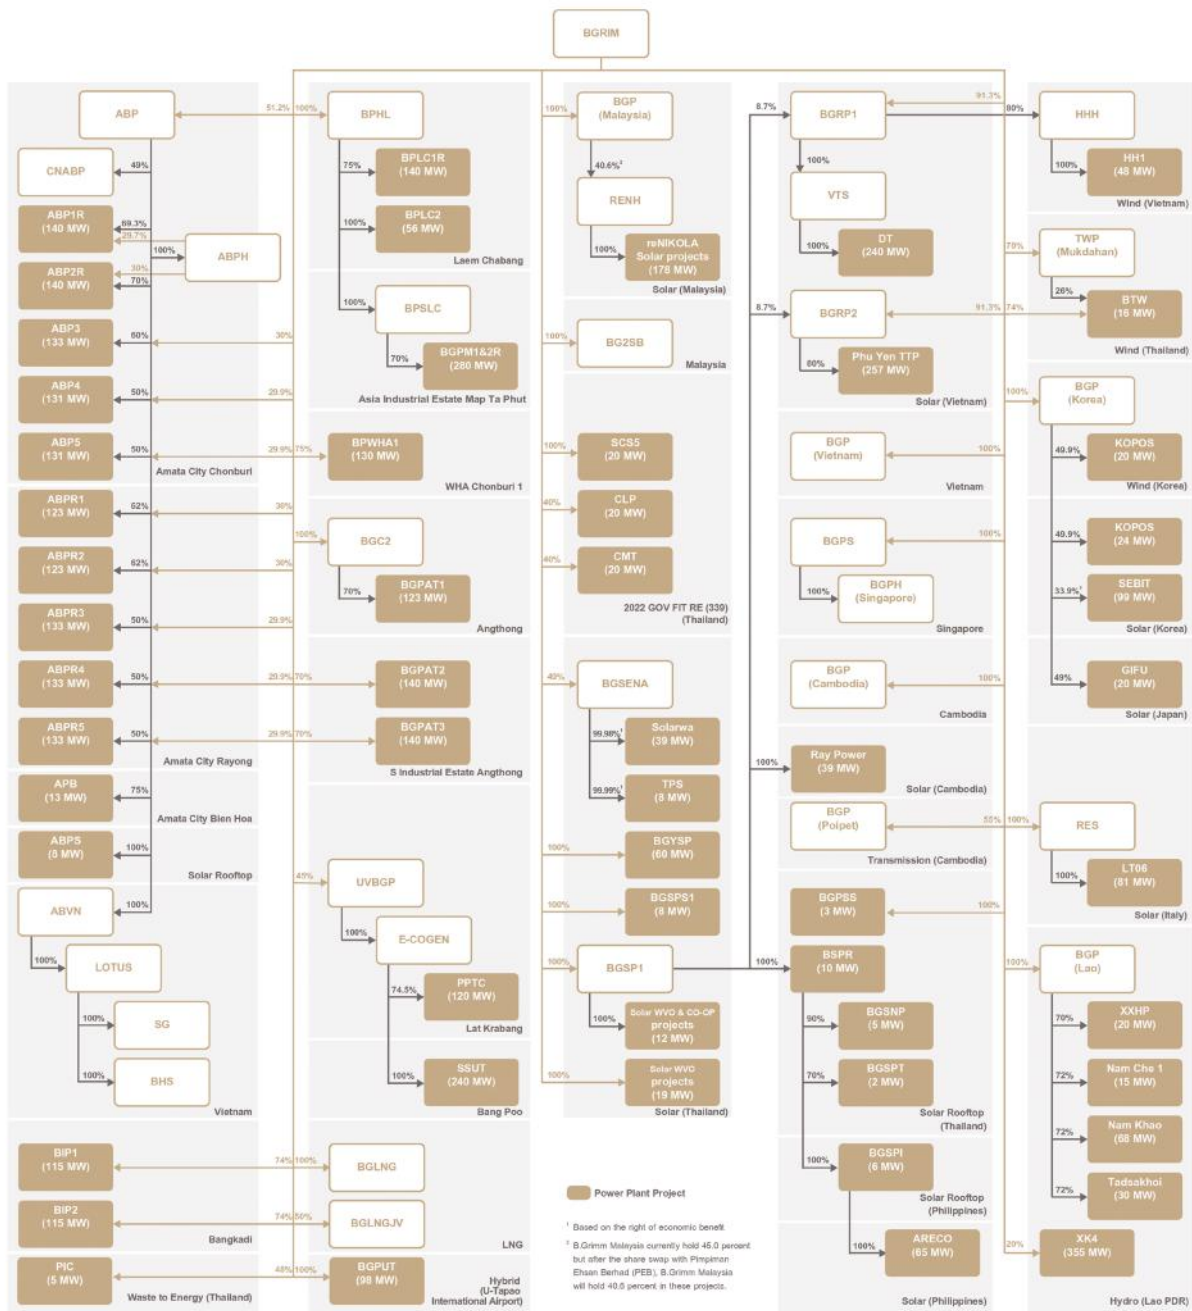 BGRIM
ABP
51.2%
100%
BPHL
CNABP
49%
ABP1R
(140 MW)
69.3%
29.7%
100%
ABPH
ABP2R
(140 MW)
30%
70%
ABP3
(133 MW)
60%
30%
ABP4
(131 MW)
50%
29.9%
ABP5
(131 MW)
50%
29.9%
Amata City Chonburi
ABPR1
(123 MW)
62%
30%
ABPR2
(123 MW)
62%
30%
ABPR3
(133 MW)
50%
29.9%
ABPR4
(133 MW)
50%
29.9%
ABPR5
(133 MW)
50%
29.9%
Amata City Rayong
APB
(13 MW)
75%
Amata City Bien Hoa
ABPS
(8 MW)
100%
Solar Rooftop
ABVN
100%
100%
LOTUS
100%
SG
100%
BHS
Vietnam
BIP1
(115 MW)
74%
BIP2
(115 MW)
74%
Bangkadi
PIC
(5 MW)
48%
Waste to Energy (Thailand)
75%
BPLC1R
(140 MW)
100%
BPLC2
(56 MW)
Laem Chabang
100%
BPSLC
70%
BGPM1&2R
(280 MW)
Asia Industrial Estate Map Ta Phut
75%
BPWHA1
(130 MW)
WHA Chonburi 1
100%
BGC2
70%
BGPAT1
(123 MW)
Angthong
70%
BGPAT2
(140 MW)
70%
BGPAT3
(140 MW)
S Industrial Estate Angthong
45%
UVBGP
100%
E-COGEN
74.5%
PPTC
(120 MW)
Lat Krabang
100%
SSUT
(240 MW)
Bang Poo
100%
BGLNG
50%
BGLNGJV
LNG
100%
BGPUT
(98 MW)
Hybrid
(U-Tapao
International Airport)
100%
BGP
(Malaysia)
40.6%²
RENH
100%
reNIKOLA
Solar projects
(178 MW)
Solar (Malaysia)
100%
BG2SB
Malaysia
100%
SCS5
(20 MW)
40%
CLP
(20 MW)
40%
CMT
(20 MW)
2022 GOV FIT RE (339)
(Thailand)
49%
BGSENA
99.98%¹
Solarwa
(39 MW)
99.99%¹
TPS
(8 MW)
100%
BGYSP
(60 MW)
100%
BGSPS1
(8 MW)
100%
BGSP1
100%
Solar WVO & CO-OP
projects
(12 MW)
100%
Solar WVO
projects
(19 MW)
Solar (Thailand)
Power Plant Project
¹ Based on the right of economic benefit
² B.Grimm Malaysia currently hold 45.0 percent
but after the share swap with Pimpiman
Ehsan Berhad (PEB), B.Grimm Malaysia
will hold 40.6 percent in these projects.
8.7%
BGRP1
91.3%
100%
VTS
100%
DT
(240 MW)
8.7%
BGRP2
91.3%
80%
Phu Yen TTP
(257 MW)
Solar (Vietnam)
BGP
(Vietnam)
100%
Vietnam
BGPS
100%
100%
BGPH
(Singapore)
Singapore
BGP
(Cambodia)
100%
Cambodia
100%
Ray Power
(39 MW)
Solar (Cambodia)
BGP
(Poipet)
55%
Transmission (Cambodia)
BGPSS
(3 MW)
100%
100%
BSPR
(10 MW)
90%
BGSNP
(5 MW)
70%
BGSPT
(2 MW)
Solar Rooftop
(Thailand)
100%
BGSPI
(6 MW)
Solar Rooftop
(Philippines)
100%
ARECO
(65 MW)
Solar (Philippines)
80%
HHH
100%
HH1
(48 MW)
Wind (Vietnam)
70%
TWP
(Mukdahan)
26%
74%
BTW
(16 MW)
Wind (Thailand)
100%
BGP
(Korea)
49.9%
KOPOS
(20 MW)
Wind (Korea)
49.9%
KOPOS
(24 MW)
33.9%¹
SEBIT
(99 MW)
Solar (Korea)
49%
GIFU
(20 MW)
Solar (Japan)
100%
RES
100%
LT06
(81 MW)
Solar (Italy)
100%
BGP
(Lao)
70%
XXHP
(20 MW)
72%
Nam Che 1
(15 MW)
72%
Nam Khao
(68 MW)
72%
Tadsakhoi
(30 MW)
20%
XK4
(355 MW)
Hydro (Lao PDR)